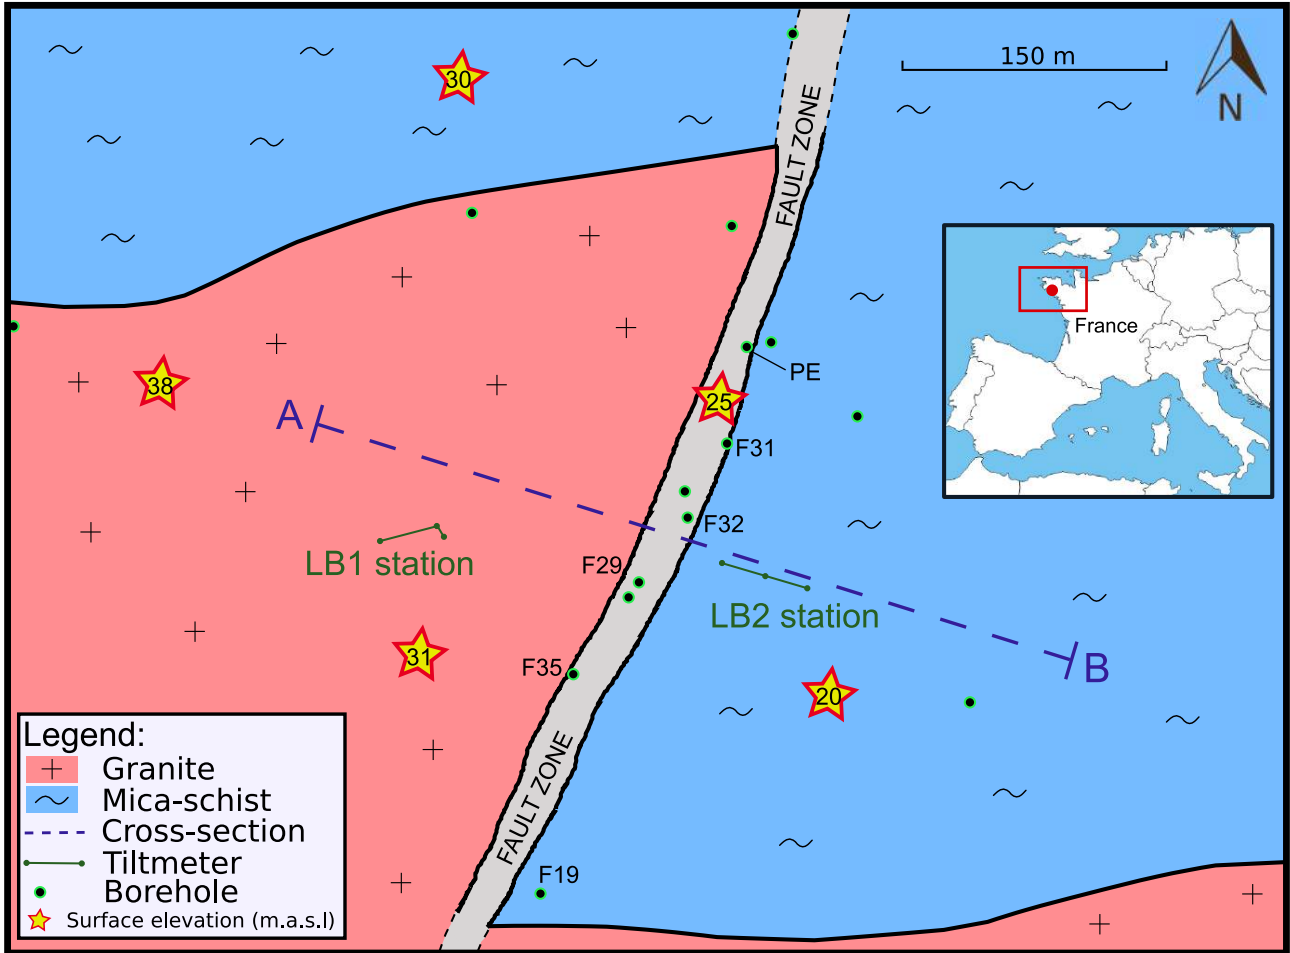 30
150 m
N
FAULT ZONE
France
PE
38
25
A
F31
F32
LB1 station
F29
LB2 station
31
F35
20
B
FAULT ZONE
F19
Legend:
Granite
Mica-schist
Cross-section
Tiltmeter
Borehole
Surface elevation (m.a.s.l)